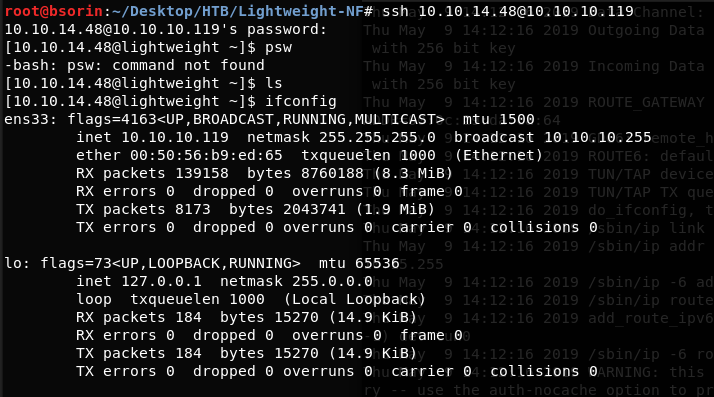 root@bsorin:~/Desktop/HTB/Lightweight-NF# ssh 10.10.14.48@10.10.10.119
10.10.14.48@10.10.10.119's password:
[10.10.14.48@lightweight ~]$ psw
-bash: psw: command not found
[10.10.14.48@lightweight ~]$ ls
[10.10.14.48@lightweight ~]$ ifconfig
ens33: flags=4163<UP,BROADCAST,RUNNING,MULTICAST>  mtu 1500
        inet 10.10.10.119  netmask 255.255.255.0  broadcast 10.10.10.255
        ether 00:50:56:b9:ed:65  txqueuelen 1000  (Ethernet)
        RX packets 139158  bytes 8760188 (8.3 MiB)
        RX errors 0  dropped 0  overruns 0  frame 0
        TX packets 8173  bytes 2043741 (1.9 MiB)
        TX errors 0  dropped 0 overruns 0  carrier 0  collisions 0

lo: flags=73<UP,LOOPBACK,RUNNING>  mtu 65536
        inet 127.0.0.1  netmask 255.0.0.0
        loop  txqueuelen 1000  (Local Loopback)
        RX packets 184  bytes 15270 (14.9 KiB)
        RX errors 0  dropped 0  overruns 0  frame 0
        TX packets 184  bytes 15270 (14.9 KiB)
        TX errors 0  dropped 0 overruns 0  carrier 0  collisions 0
Channel:
Thu May  9 14:12:16 2019 Outgoing Data
with 256 bit key
Thu May  9 14:12:16 2019 Incoming Data
with 256 bit key
Thu May  9 14:12:16 2019 ROUTE_GATEWAY
:64
Thu May  9 14:12:16 2019 ROUTE6: defaul
9 14:12:16 2019 TUN/TAP device
9 14:12:16 2019 TUN/TAP TX que
9 14:12:16 2019 do_ifconfig, t
9 14:12:16 2019 /sbin/ip link
Thu May  9 14:12:16 2019 /sbin/ip addr
5.255
Thu May  9 14:12:16 2019 /sbin/ip -6 ad
9 14:12:16 2019 /sbin/ip route
9 14:12:16 2019 add_route_ipv6
Thu May  9 14:12:16 2019 /sbin/ip -6 ro
WARNING: this
ry -- use the auth-nocache option to pr